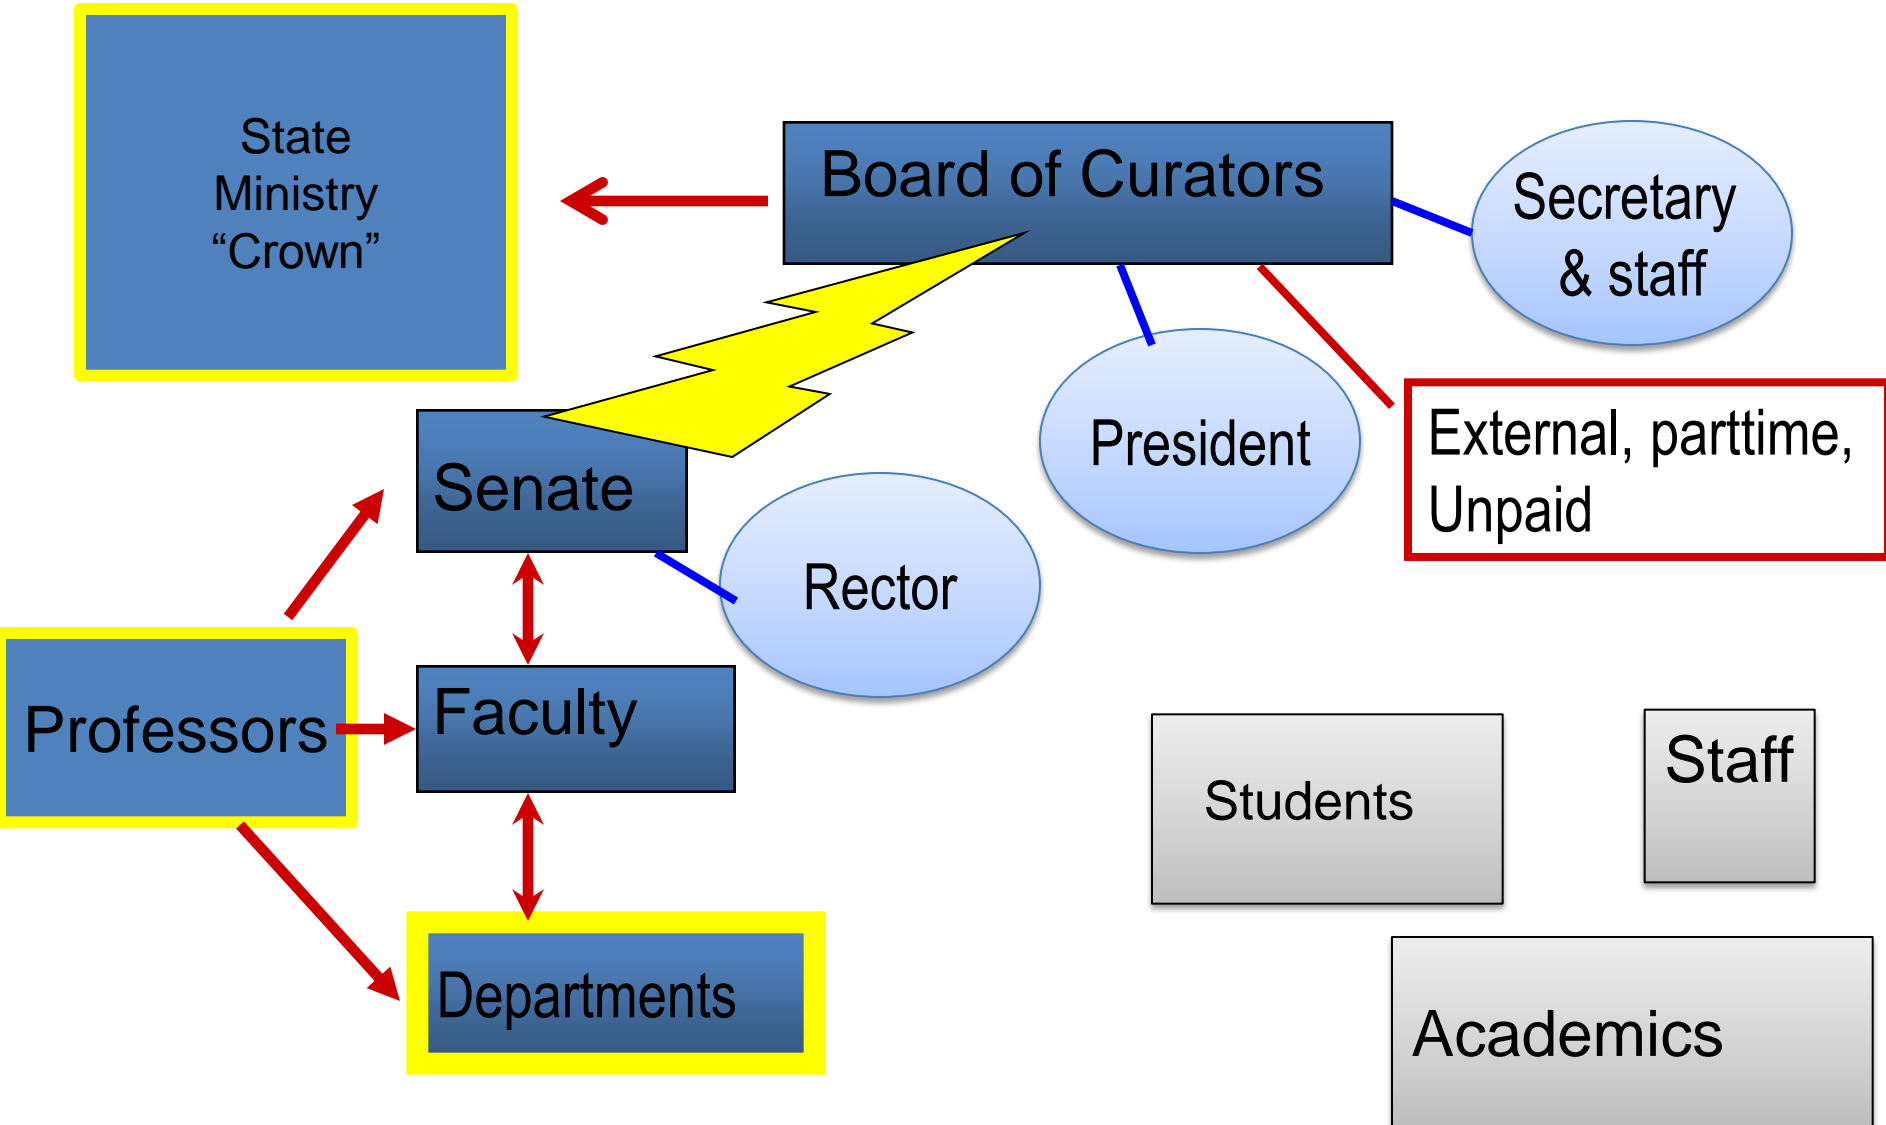 State
Ministry
“Crown”
Board of Curators
Secretary
& staff
President
External, parttime,
Unpaid
Senate
Rector
Professors
Faculty
Departments
Students
Staff
Academics